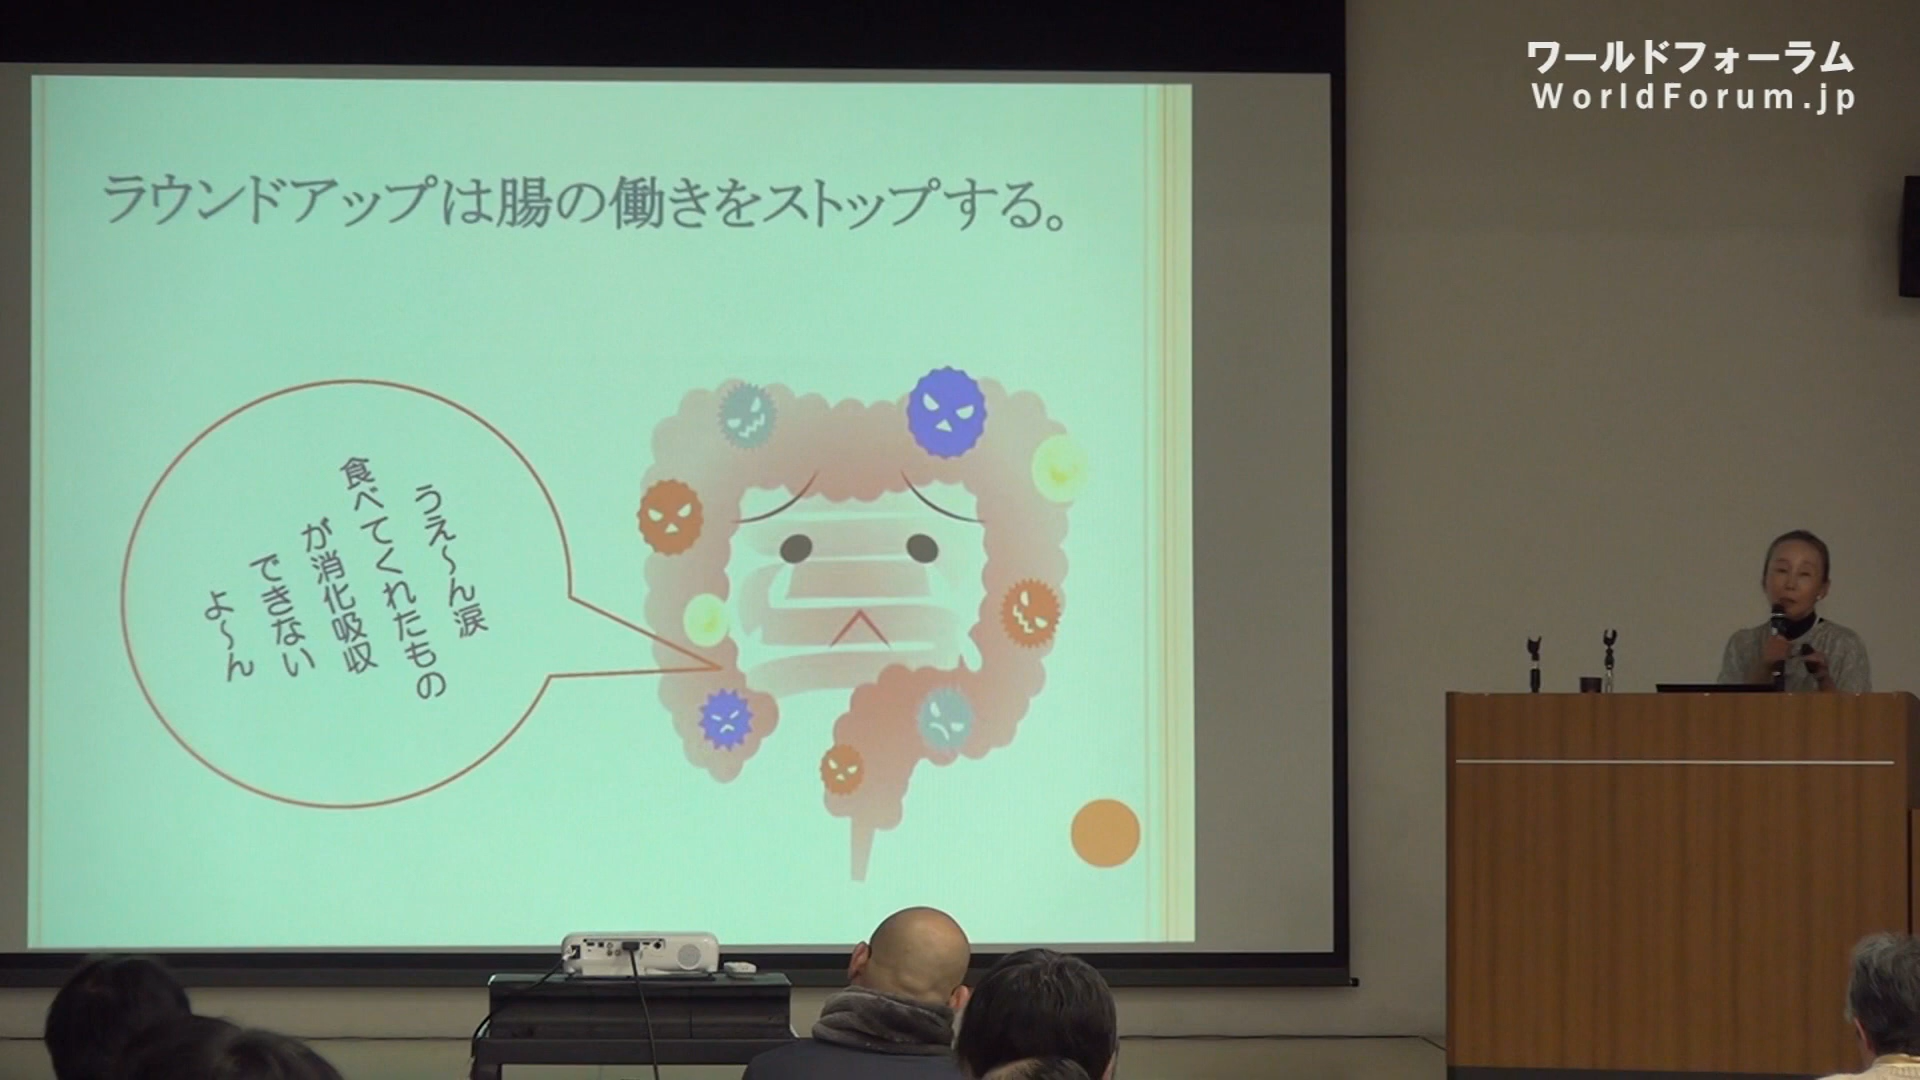 ワールドフォーラム
WorldForum.jp
ラウンドアップは腸の働きをストップする。
うえ～ん涙
食べてくれたもの
が消化吸収
できない
よ～ん